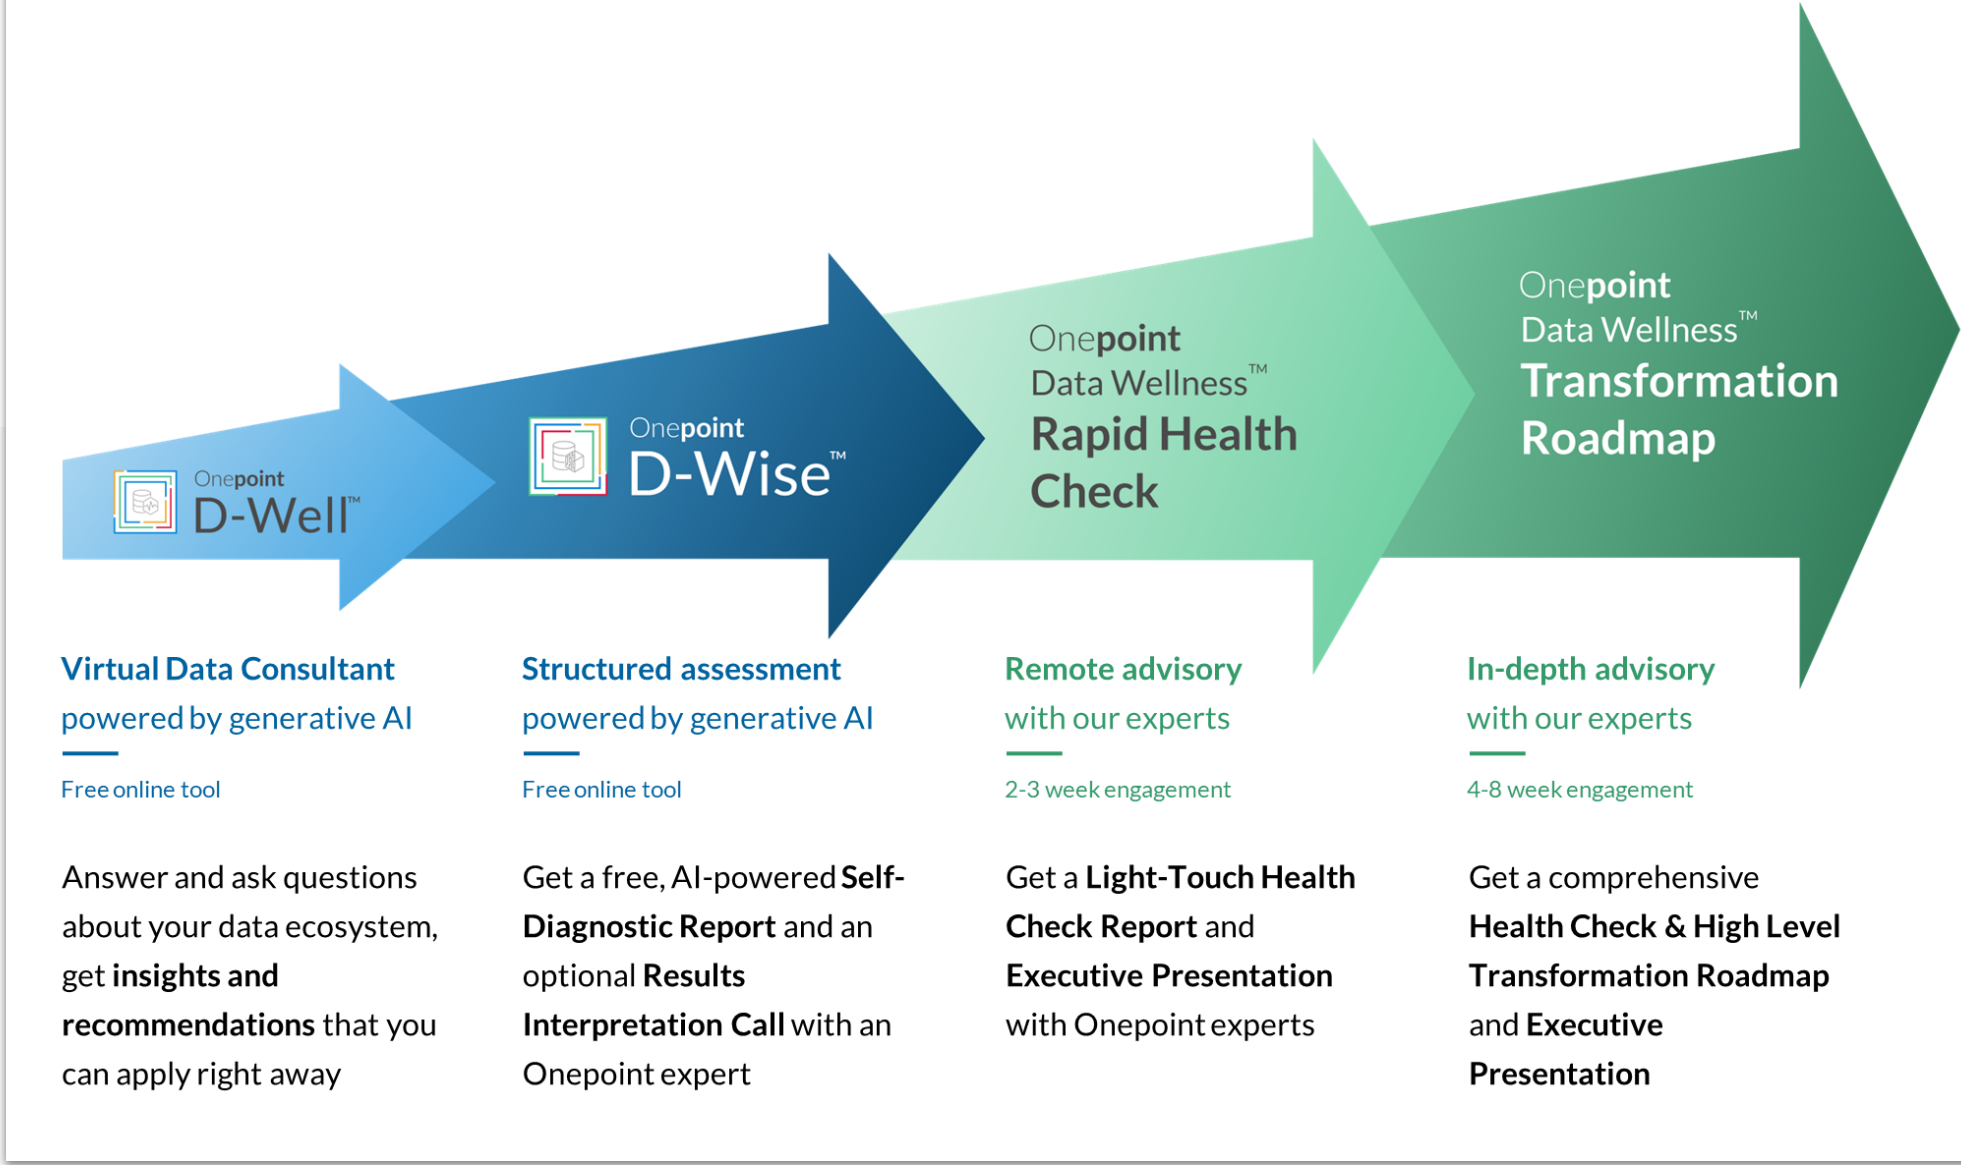 Onepoint
D-Well™
Onepoint
D-Wise™
Onepoint
Data Wellness™
Rapid Health
Check
Onepoint
Data Wellness™
Transformation
Roadmap
Virtual Data Consultant
powered by generative AI
Free online tool
Answer and ask questions
about your data ecosystem,
get insights and
recommendations that you
can apply right away
Structured assessment
powered by generative AI
Free online tool
Get a free, AI-powered Self-
Diagnostic Report and an
optional Results
Interpretation Call with an
Onepoint expert
Remote advisory
with our experts
2-3 week engagement
Get a Light-Touch Health
Check Report and
Executive Presentation
with Onepoint experts
In-depth advisory
with our experts
4-8 week engagement
Get a comprehensive
Health Check & High Level
Transformation Roadmap
and Executive
Presentation